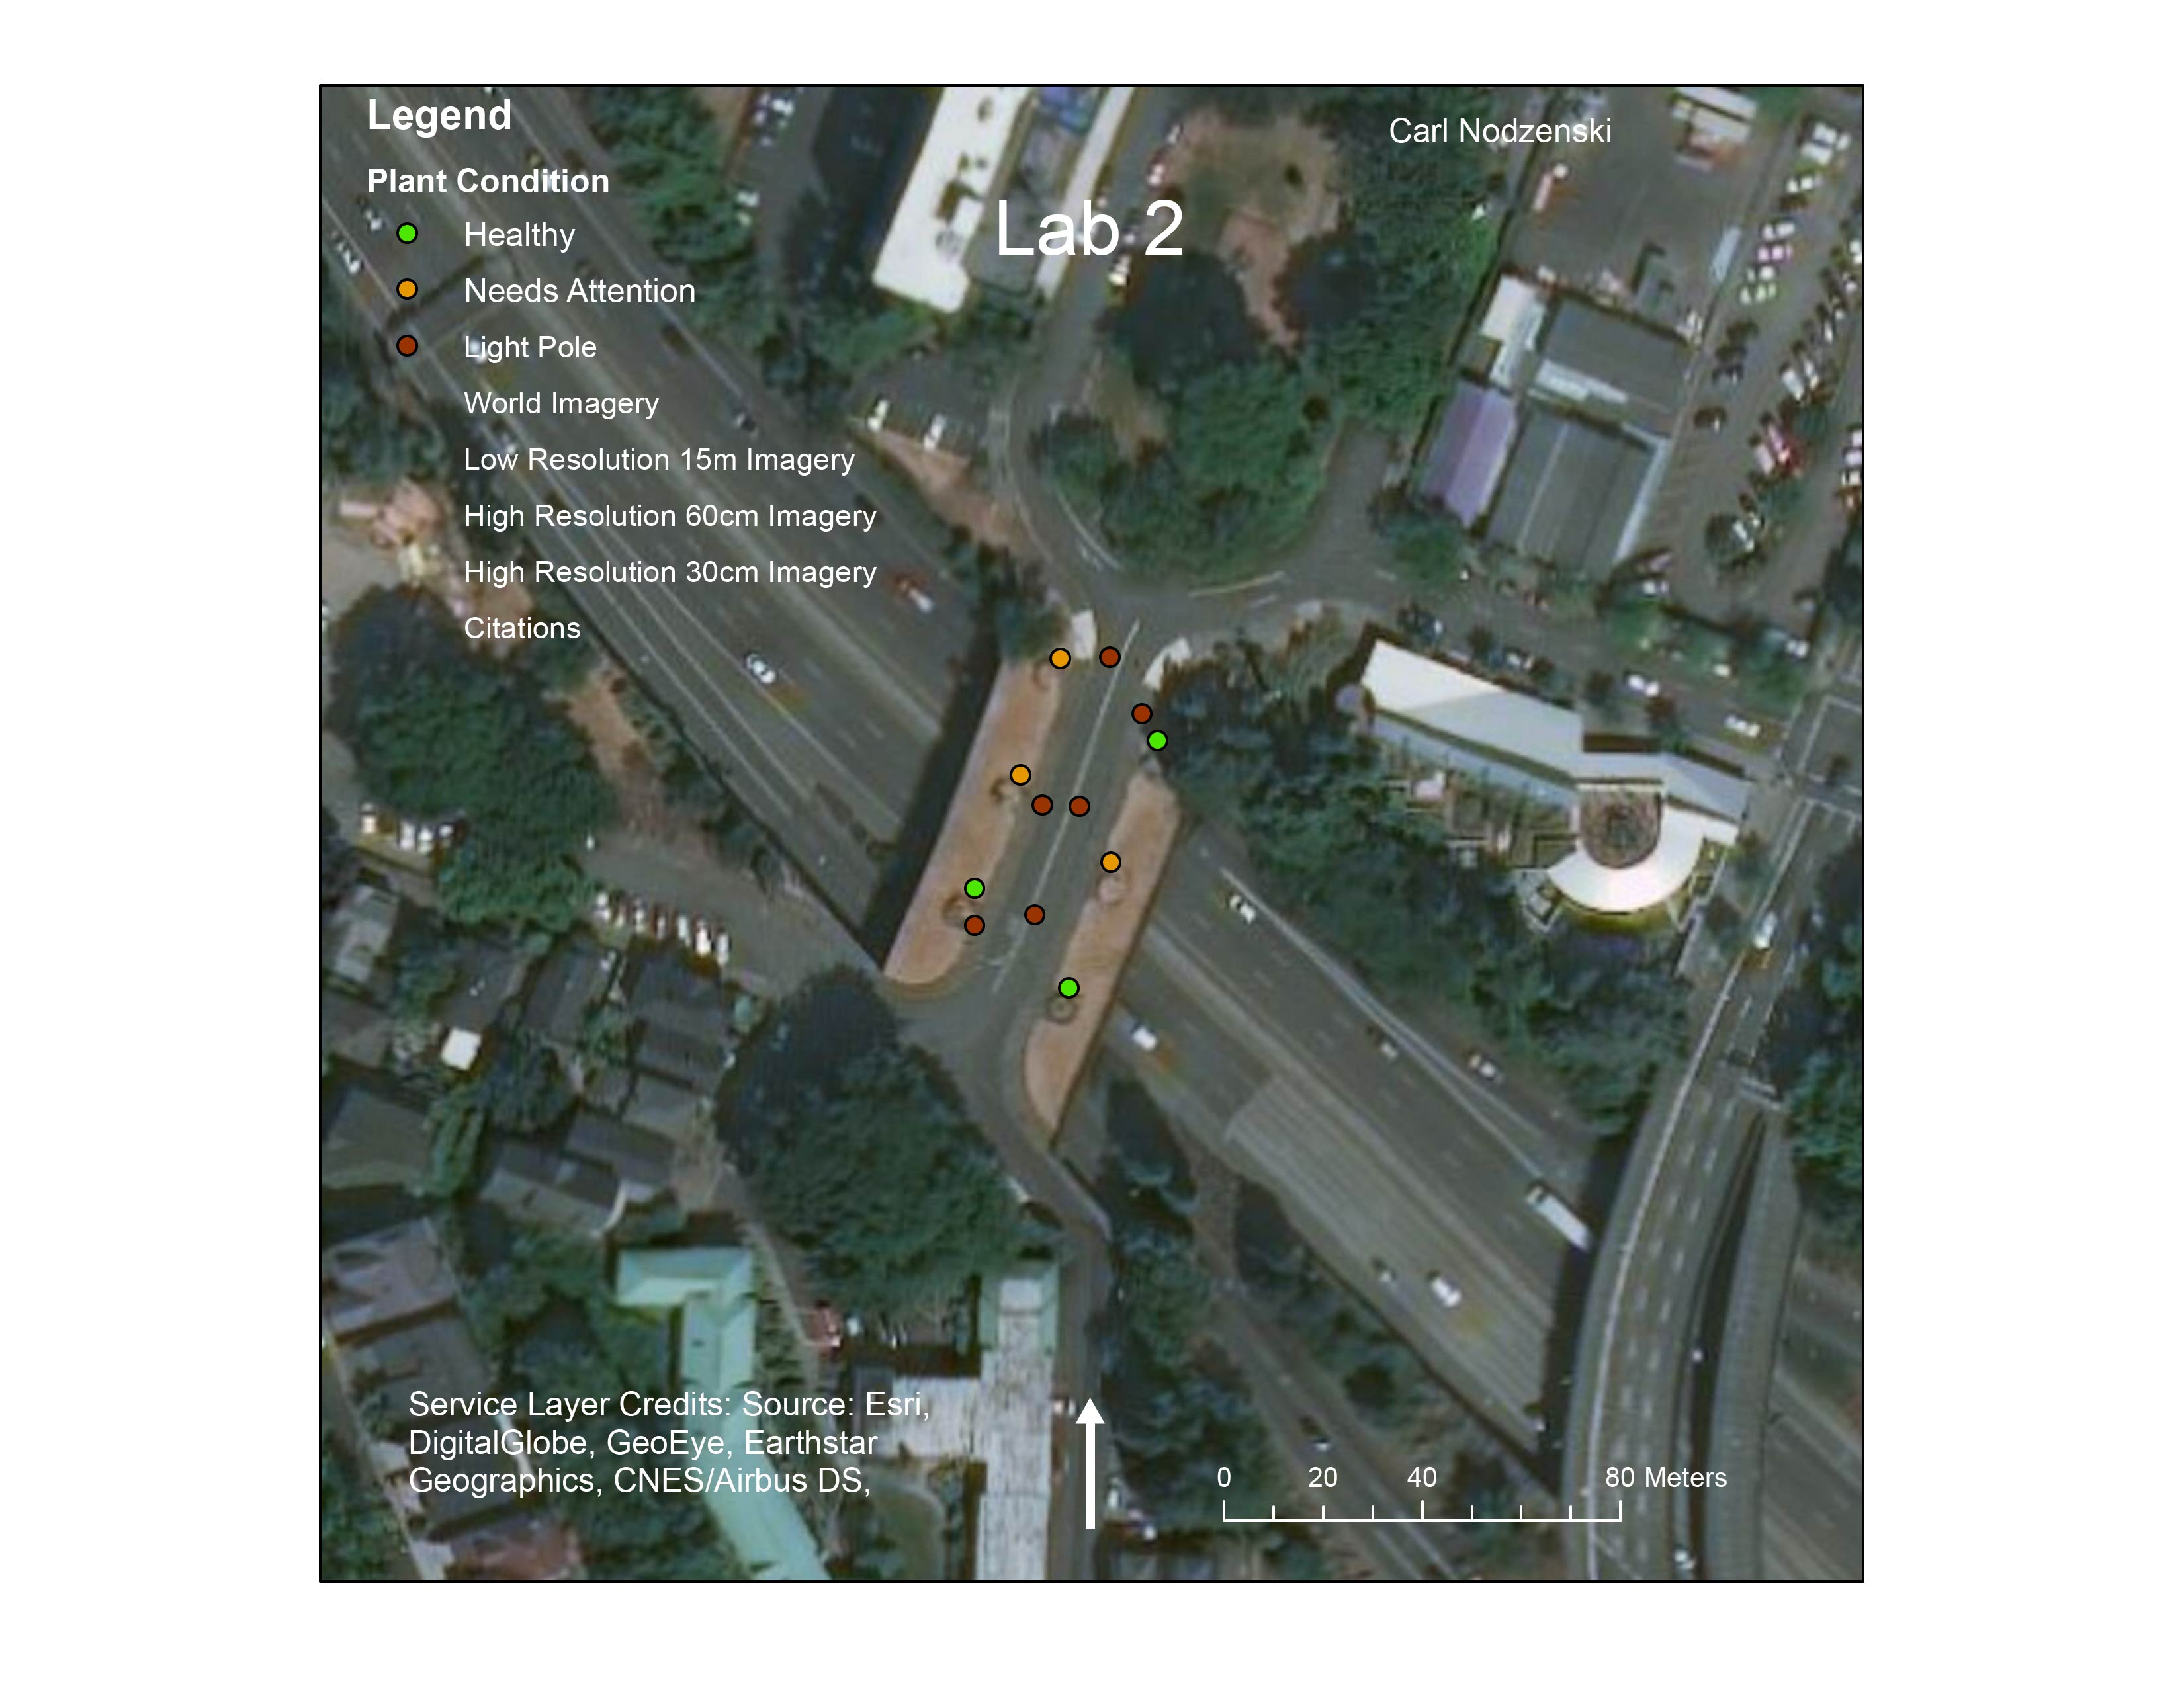 Legend
Carl Nodzenski
Plant Condition
Lab 2
Healthy
Needs Attention
Light Pole
World Imagery
Low Resolution 15m Imagery
High Resolution 60cm Imagery
High Resolution 30cm Imagery
Citations
Service Layer Credits: Source: Esri,
DigitalGlobe, GeoEye, Earthstar
Geographics, CNES/Airbus DS,
0 20 40 80 Meters